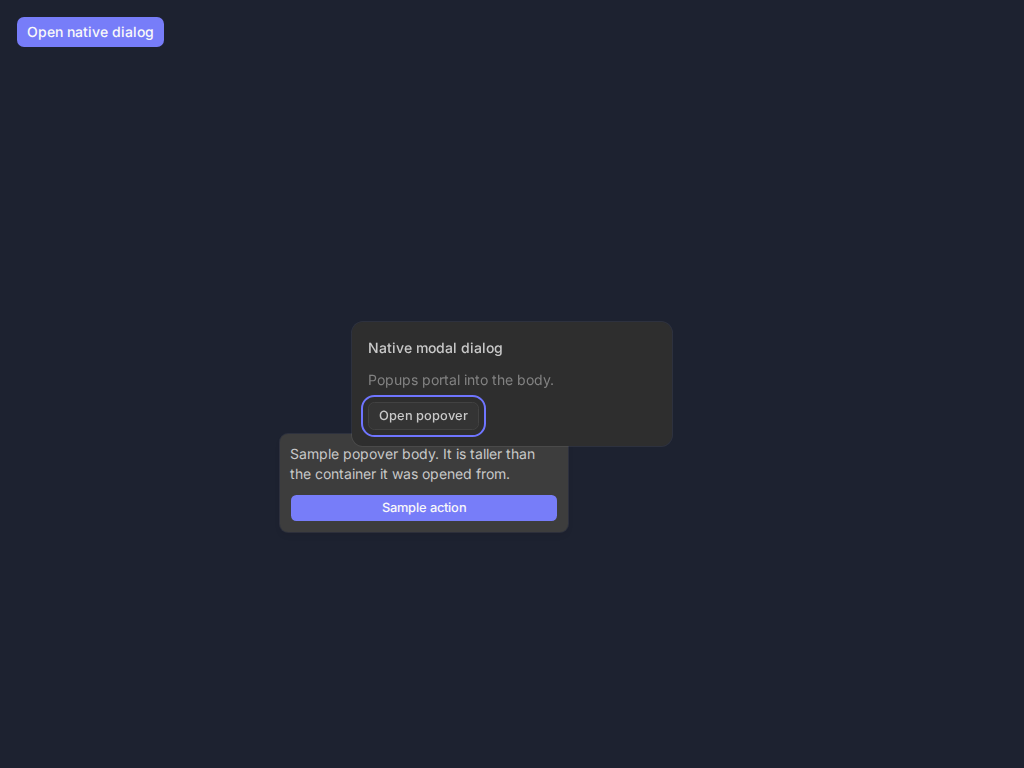 Open native dialog
Native modal dialog
Popups portal into the body.
Open popover
Sample popover body. It is taller than
the container it was opened from.
Sample action